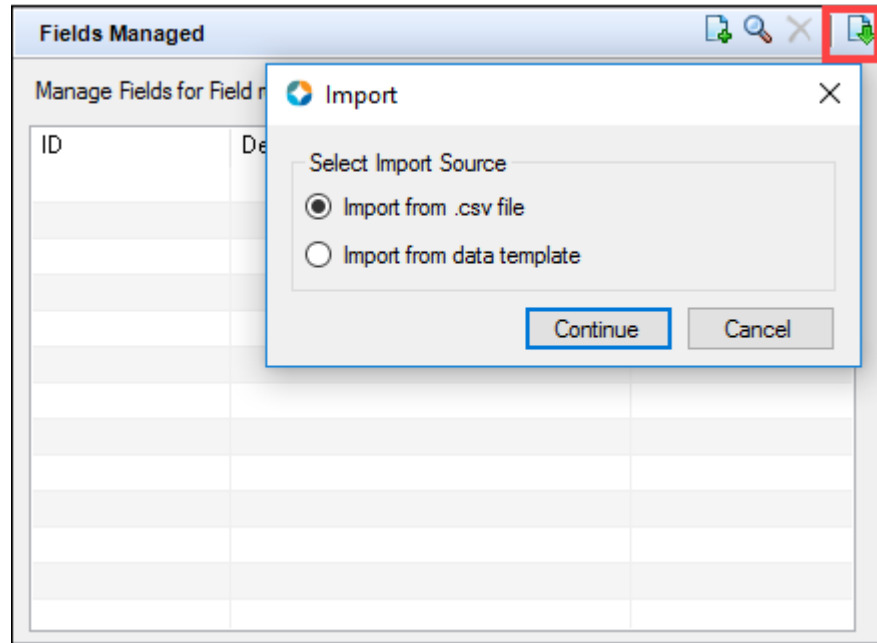 Fields Managed
Manage Fields for Field
Import
ID
Select Import Source
Import from .csv file
Import from data template
Continue Cancel